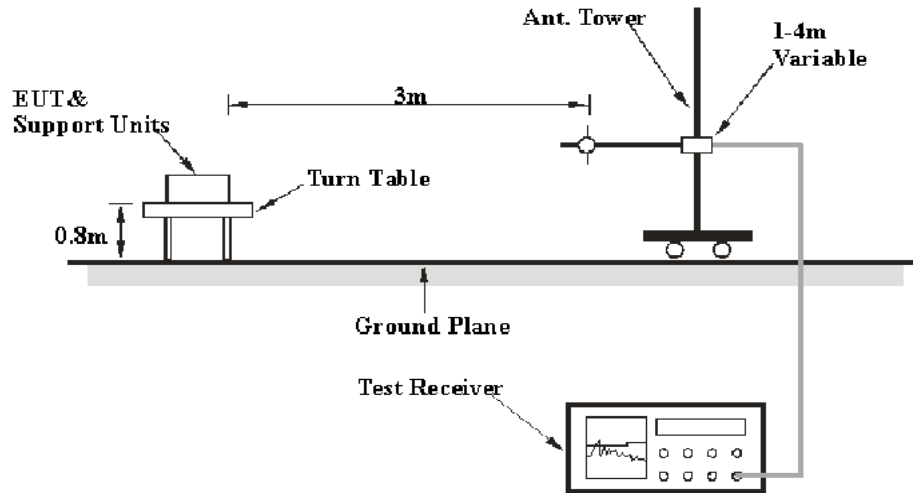 Ant. Tower
1-4m
Variable
EUT&
Support Units
3m
Turn Table
0.8m
Ground Plane
Test Receiver